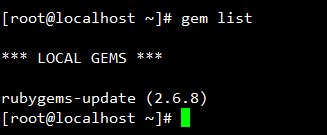 [root@localhost ~]# gem list
*** LOCAL GEMS ***
rubygems-update (2.6.8)
[root@localhost ~]#